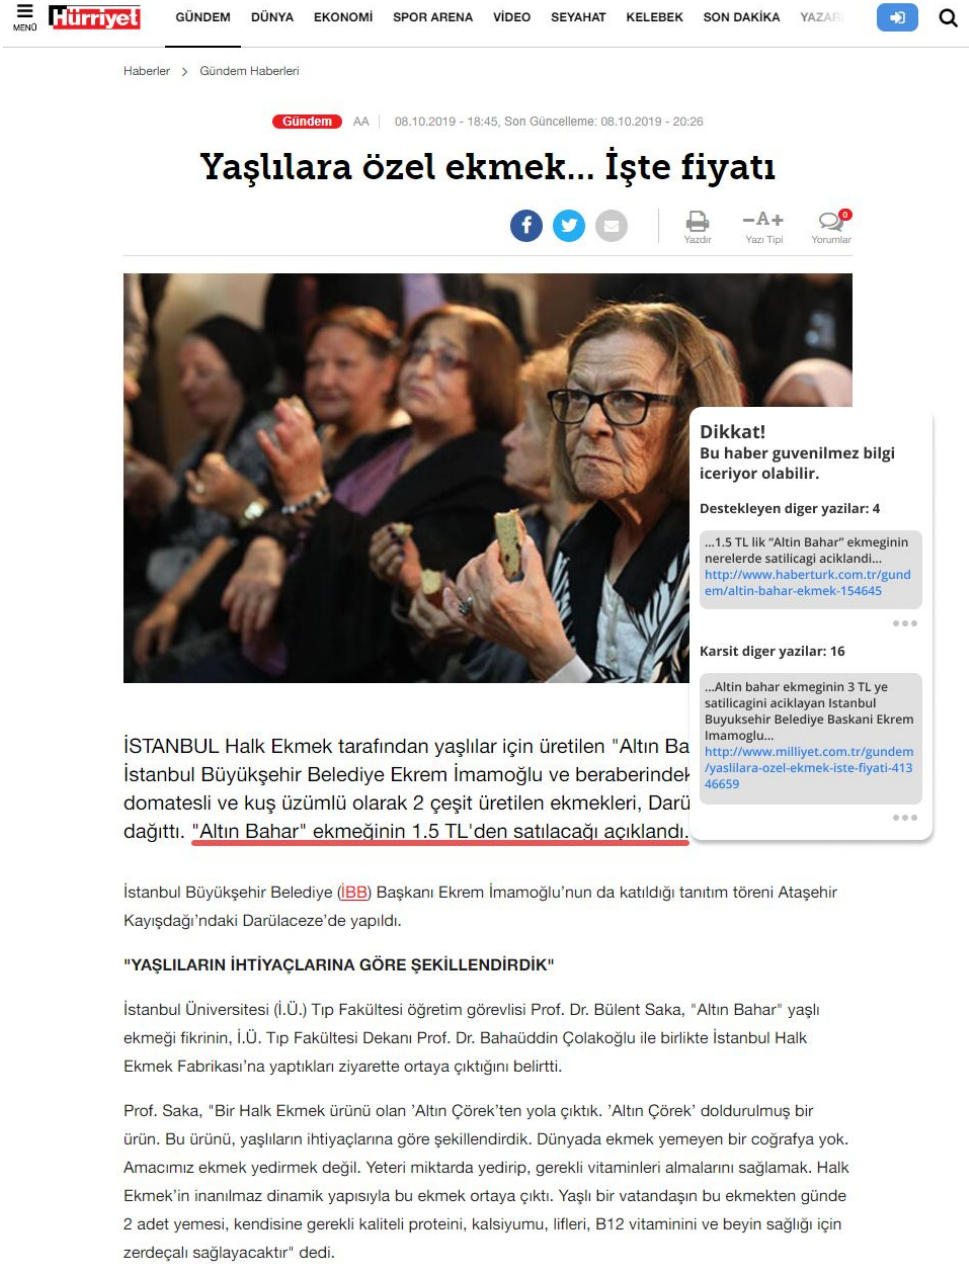 MENÜ
Hürriyet
GÜNDEM DÜNYA EKONOMİ SPOR ARENA VİDEO SEYAHAT KELEBEK SON DAKİKA
Haberler > Gündem Haberleri
Gündem AA | 08.10.2019 - 18:45, Son Güncelleme: 08.10.2019 - 20:26
Yaşlılara özel ekmek... İşte fiyatı
-A+ 0
Yazdır Yazı Tipi Yorumlar
Dikkat!
Bu haber guvenilmez bilgi
iceriyor olabilir.
Destekleyen diger yazilar: 4
...1.5 TL lik “Altin Bahar” ekmeginin
nerelerde satilicagi aciklandi...
http://www.haberturk.com.tr/gund
em/altin-bahar-ekmek-154645
Karsit diger yazilar: 16
...Altin bahar ekmeginin 3 TL ye
satilicagini aciklayan Istanbul
Buyuksehir Belediye Baskani Ekrem
Imamoglu...
http://www.milliyet.com.tr/gundem
/yaslilara-ozel-ekmek-iste-fiyati-413
46659
İSTANBUL Halk Ekmek tarafından yaşlılar için üretilen "Altın Ba
İstanbul Büyükşehir Belediye Ekrem İmamoğlu ve beraberindek
domatesli ve kuş üzümlü olarak 2 çeşit üretilen ekmekleri, Darü
dağıttı. "Altın Bahar" ekmeğinin 1.5 TL'den satılacağı açıklandı.
İstanbul Büyükşehir Belediye (İBB) Başkanı Ekrem İmamoğlu’nun da katıldığı tanıtım töreni Ataşehir
Kayışdağı’ndaki Darülaceze’de yapıldı.
"YAŞLILARIN İHTİYAÇLARINA GÖRE ŞEKİLLENDİRDİK"
İstanbul Üniversitesi (İ.Ü.) Tıp Fakültesi öğretim görevlisi Prof. Dr. Bülent Saka, "Altın Bahar" yaşlı
ekmeği fikrinin, İ.Ü. Tıp Fakültesi Dekanı Prof. Dr. Bahaüddin Çolakoğlu ile birlikte İstanbul Halk
Ekmek Fabrikası’na yaptıkları ziyarette ortaya çıktığını belirtti.
Prof. Saka, "Bir Halk Ekmek ürünü olan ’Altın Çörek’ten yola çıktık. ’Altın Çörek’ doldurulmuş bir
ürün. Bu ürünü, yaşlıların ihtiyaçlarına göre şekillendirdik. Dünyada ekmek yemeyen bir coğrafya yok.
Amacımız ekmek yedirmek değil. Yeteri miktarda yedirip, gerekli vitaminleri almalarını sağlamak. Halk
Ekmek’in inanılmaz dinamik yapısıyla bu ekmek ortaya çıktı. Yaşlı bir vatandaşın bu ekmekten günde
2 adet yemesi, kendisine gerekli kaliteli proteini, kalsiyumu, lifleri, B12 vitaminini ve beyin sağlığı için
zerdeçalı sağlayacaktır" dedi.